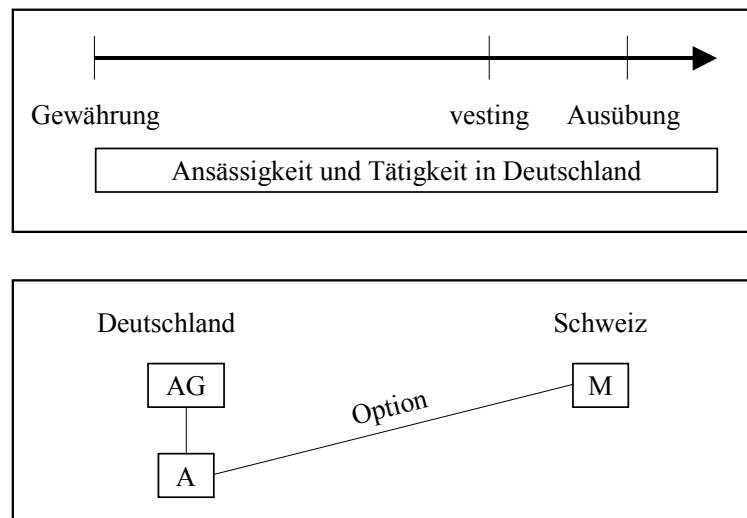 Gewährung vesting Ausübung
Ansässigkeit und Tätigkeit in Deutschland
Deutschland Schweiz
AG M
Option
A